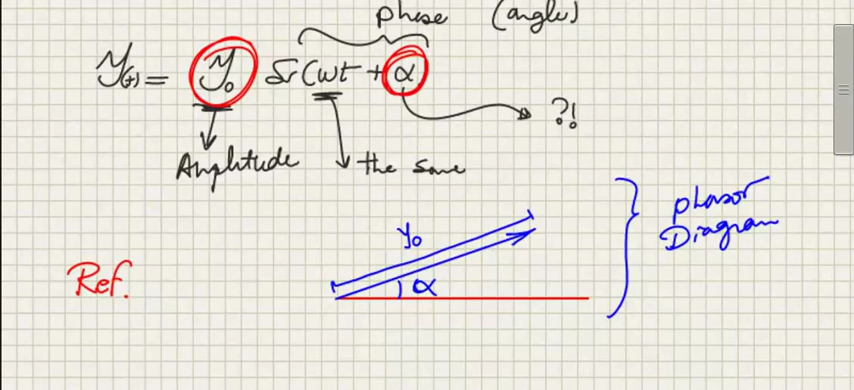 phase (angle)
y(t) = y₀ Sin(ωt + α
?!
Amplitude the same
phasor
Diagram
y₀
Ref. α